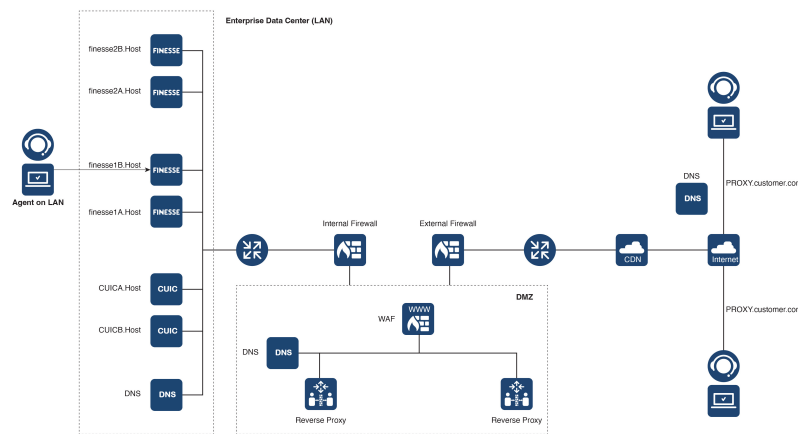 Enterprise Data Center (LAN)
finesse2B.Host
FINESSE
finesse2A.Host
FINESSE
finesse1B.Host
FINESSE
Agent on LAN
finesse1A.Host
FINESSE
CUICA.Host
CUIC
CUICB.Host
CUIC
DNS
DNS
Internal Firewall
External Firewall
DMZ
WWW
WAF
DNS
DNS
Reverse Proxy
Reverse Proxy
CDN
Internet
DNS
DNS
PROXY.customer.cor
PROXY.customer.cor